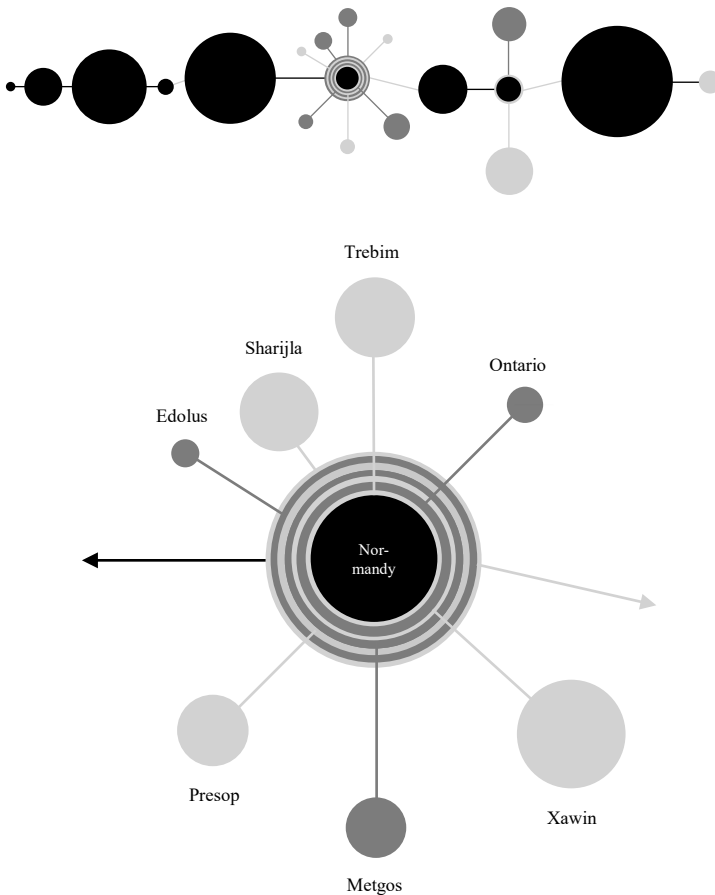 Trebim
Sharijla
Ontario
Edolus
Nor-
mandy
Presop
Xawin
Metgos